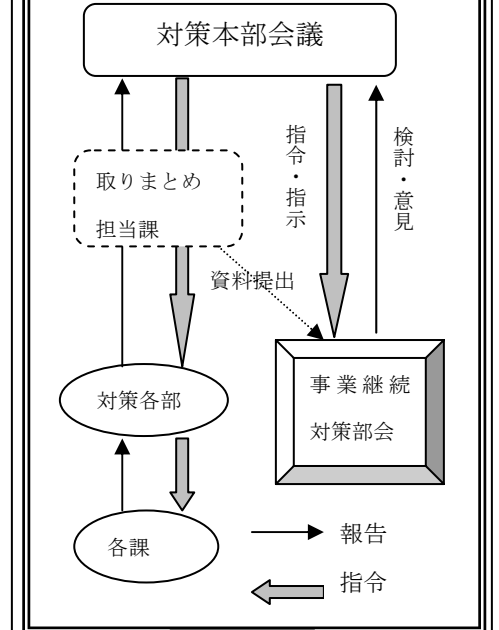 対策本部会議
取りまとめ
担当課
指令・指示
検討・意見
資料提出
対策各部
事業継続
対策部会
各課
報告
指令